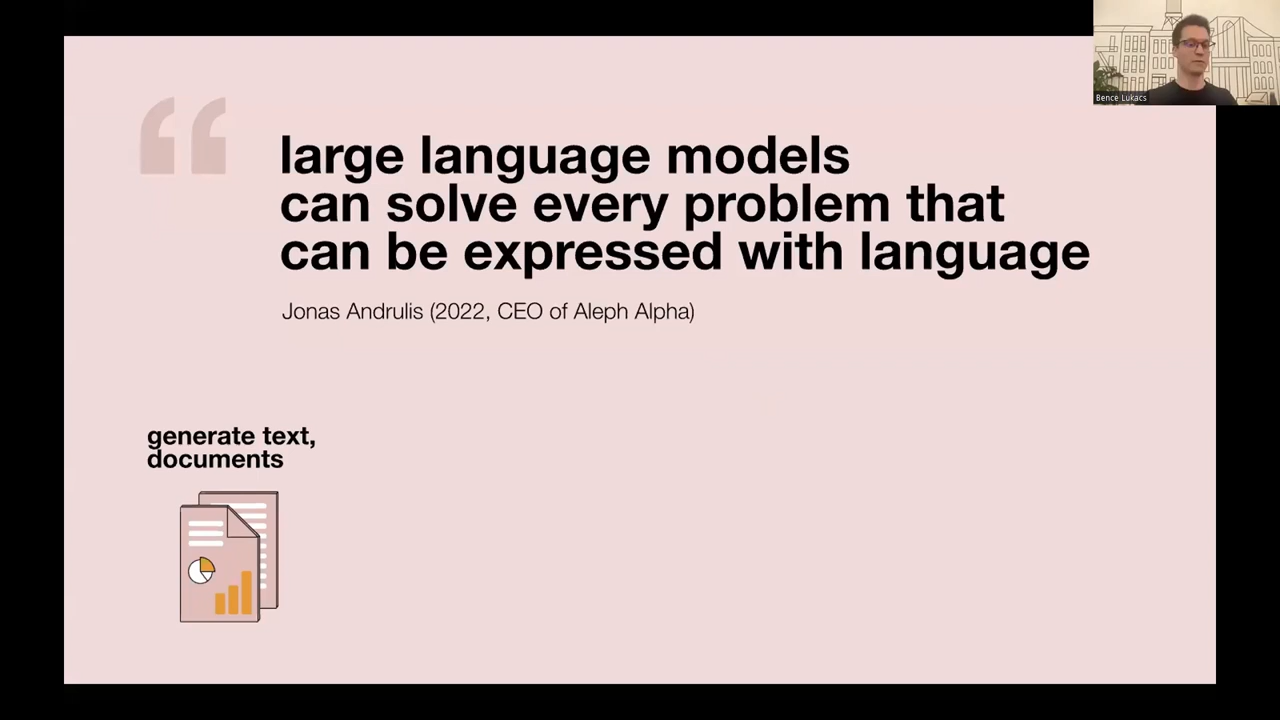 Bence Lukacs
“
large language models
can solve every problem that
can be expressed with language
Jonas Andrulis (2022, CEO of Aleph Alpha)
generate text,
documents